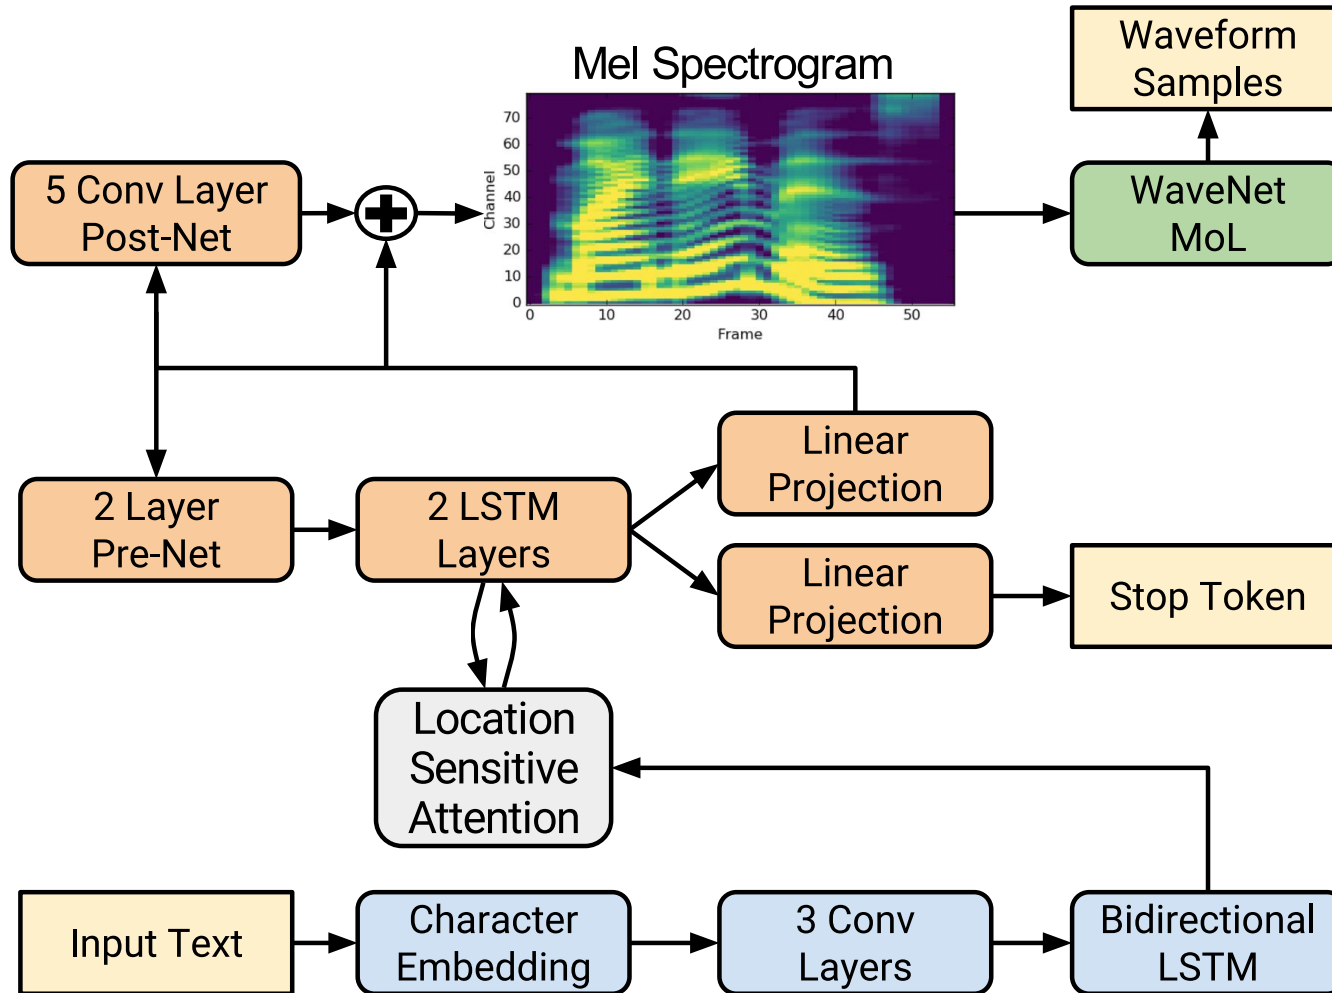 Waveform
Samples
Mel Spectrogram
5 Conv Layer
Post-Net
Channel
70
60
50
40
30
20
10
0
0 10 20 30 40 50
Frame
WaveNet
MoL
Linear
Projection
2 Layer
Pre-Net
2 LSTM
Layers
Linear
Projection
Stop Token
Location
Sensitive
Attention
Input Text
Character
Embedding
3 Conv
Layers
Bidirectional
LSTM